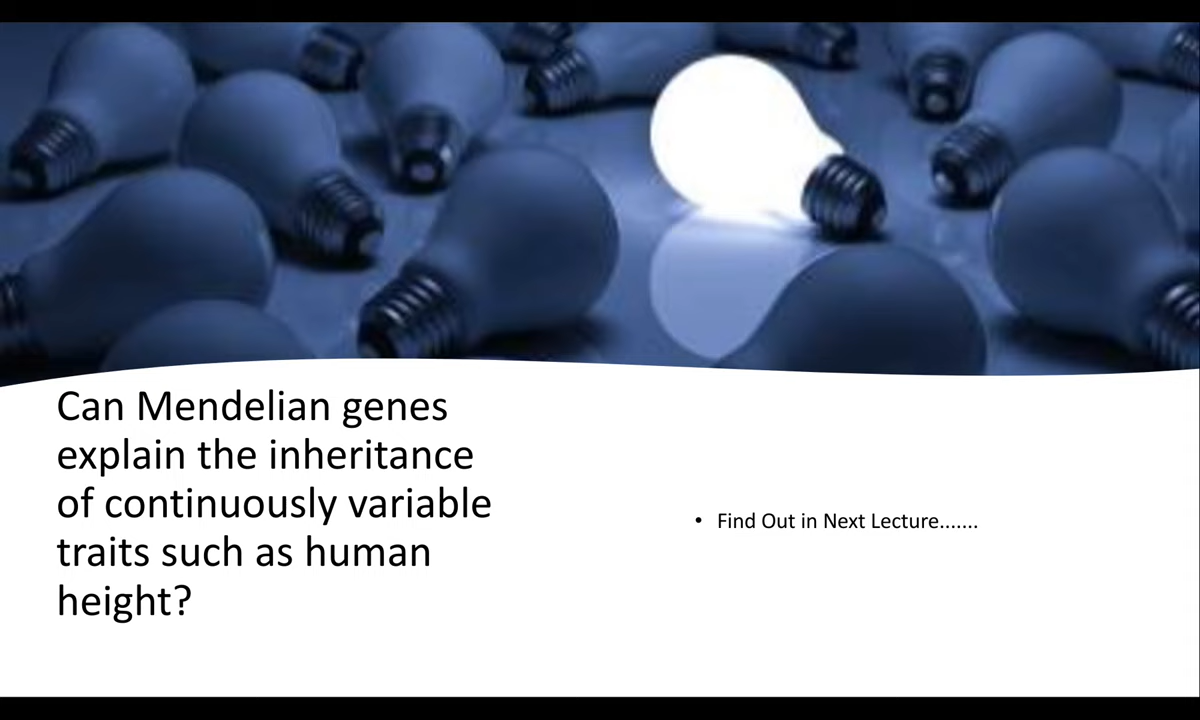 Can Mendelian genes
explain the inheritance
of continuously variable
traits such as human
height?
• Find Out in Next Lecture.......